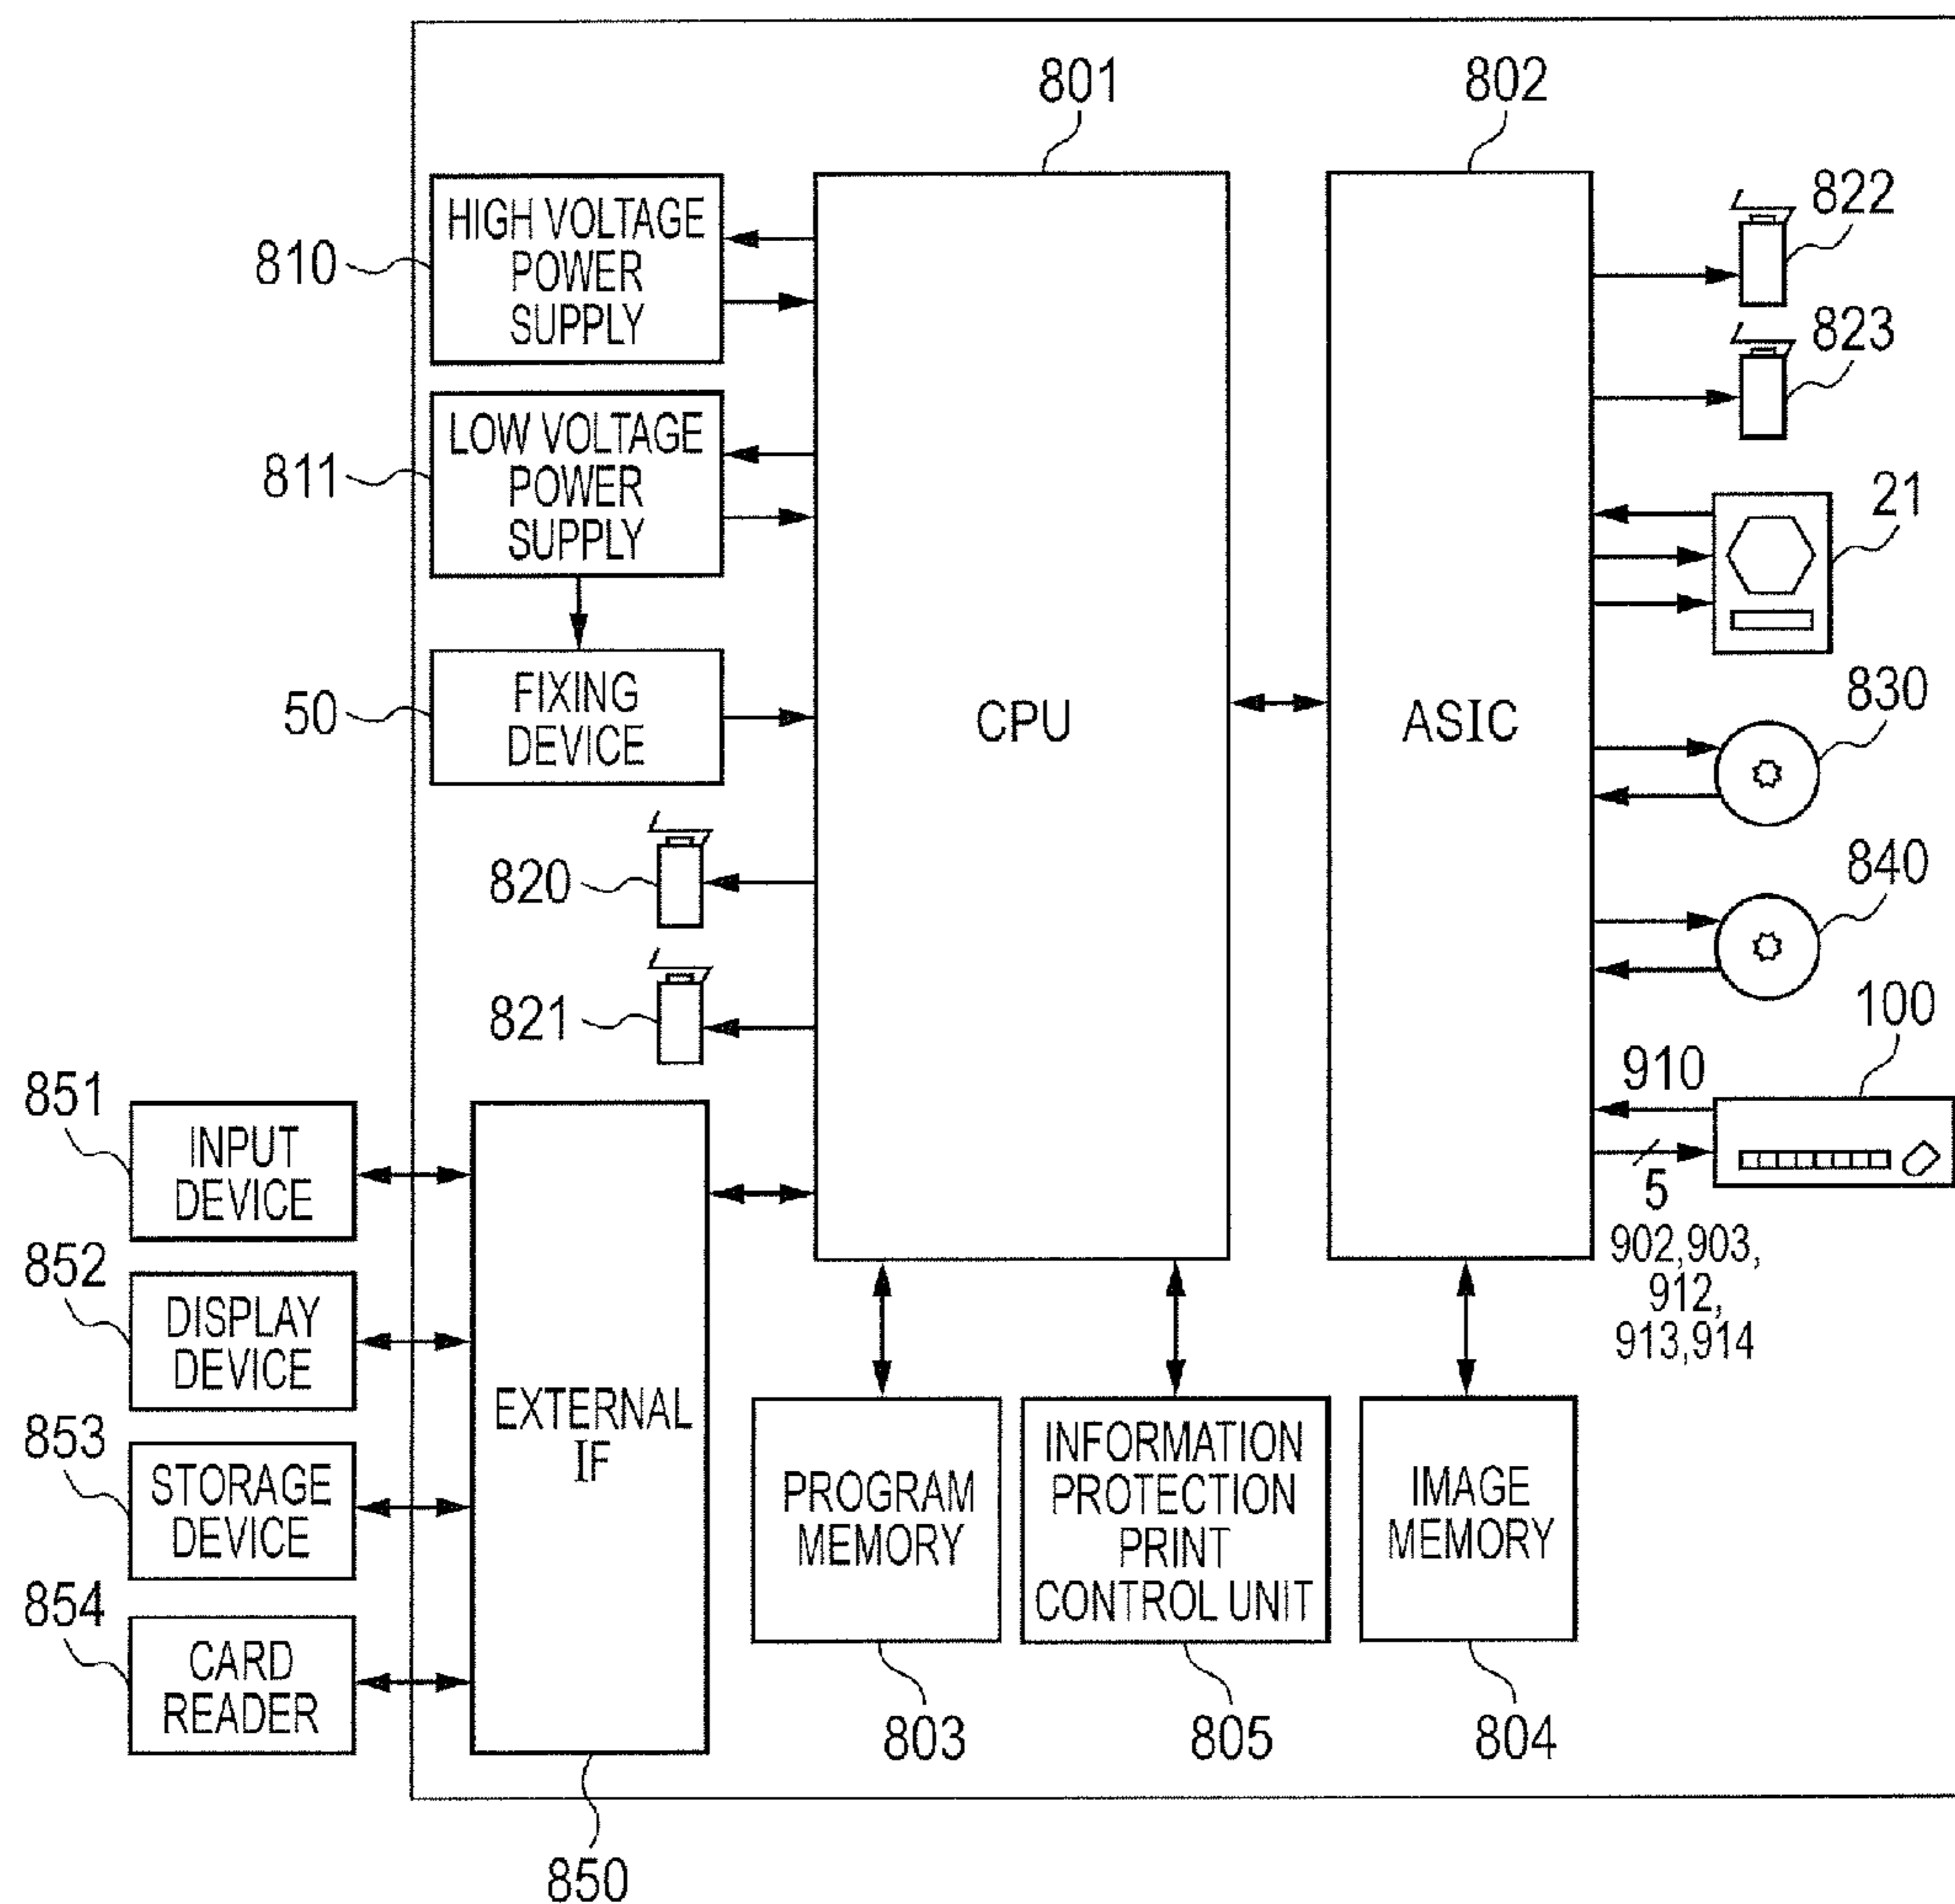 801
802
HIGH VOLTAGE
POWER
SUPPLY
810
822
823
LOW VOLTAGE
POWER
SUPPLY
811
21
FIXING
DEVICE
50
CPU
ASIC
830
820
840
821
100
910
5
902,903,
912,
913,914
851
INPUT
DEVICE
852
DISPLAY
DEVICE
853
STORAGE
DEVICE
854
CARD
READER
EXTERNAL
IF
850
PROGRAM
MEMORY
803
INFORMATION
PROTECTION
PRINT
CONTROL UNIT
805
IMAGE
MEMORY
804